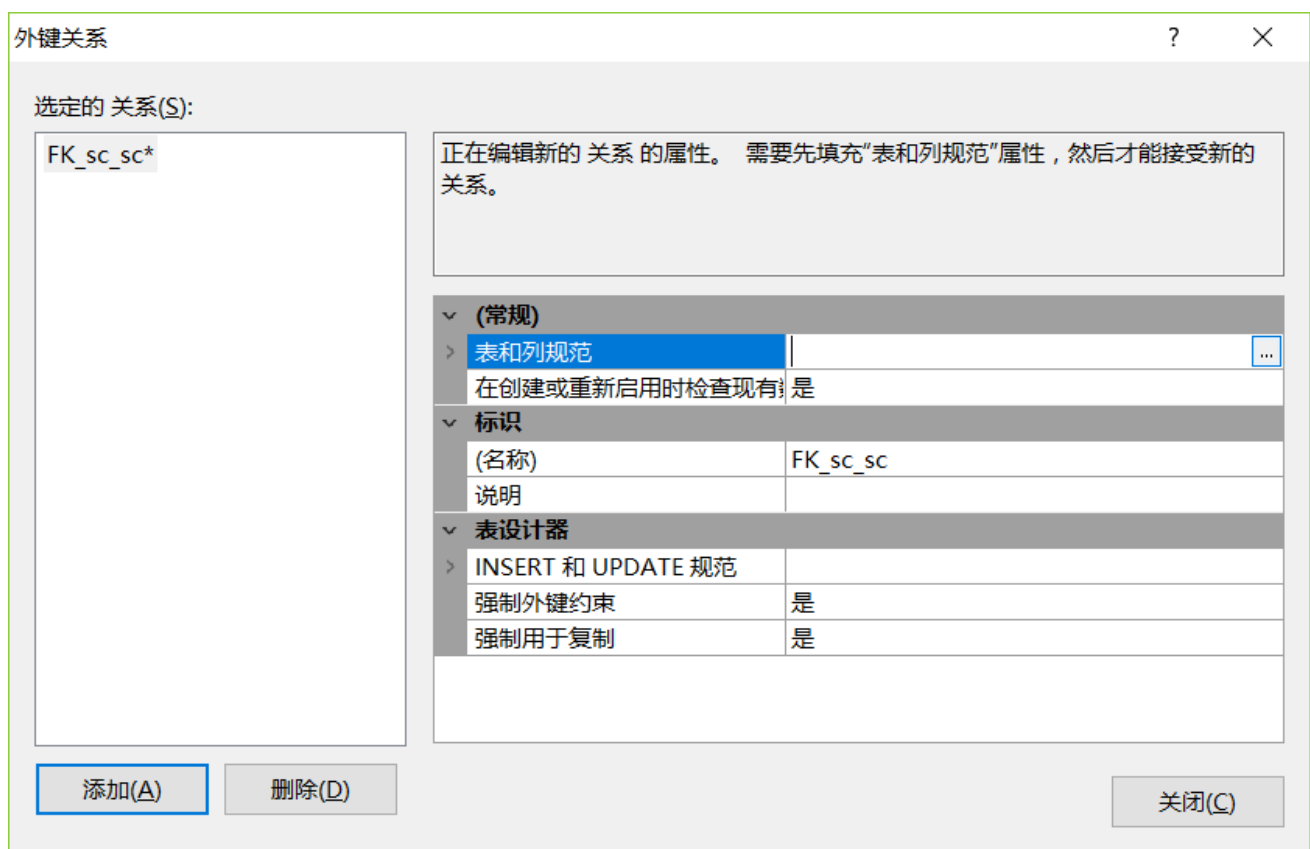 外键关系
?
选定的 关系(S):
FK_sc_sc*
正在编辑新的 关系 的属性。 需要先填充“表和列规范”属性，然后才能接受新的
关系。
(常规)
表和列规范
...
在创建或重新启用时检查现有 是
标识
(名称) FK_sc_sc
说明
表设计器
INSERT 和 UPDATE 规范
强制外键约束 是
强制用于复制 是
添加(A) 删除(D)
关闭(C)